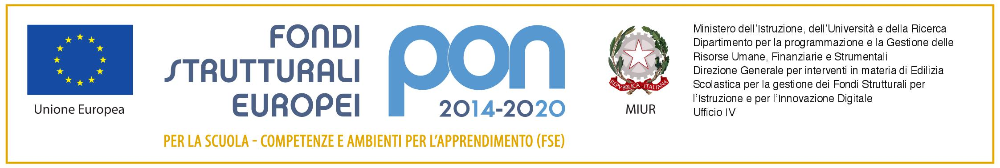 Unione Europea
FONDI
STRUTTURALI
EUROPEI
pon
2014-2020
PER LA SCUOLA - COMPETENZE E AMBIENTI PER L'APPRENDIMENTO (FSE)
REPVBBLICA ITALIANA
MIUR
Ministero dell'Istruzione, dell'Università e della Ricerca
Dipartimento per la programmazione e la Gestione delle
Risorse Umane, Finanziarie e Strumentali
Direzione Generale per interventi in materia di Edilizia
Scolastica per la gestione dei Fondi Strutturali per
l'Istruzione e per l'Innovazione Digitale
Ufficio IV